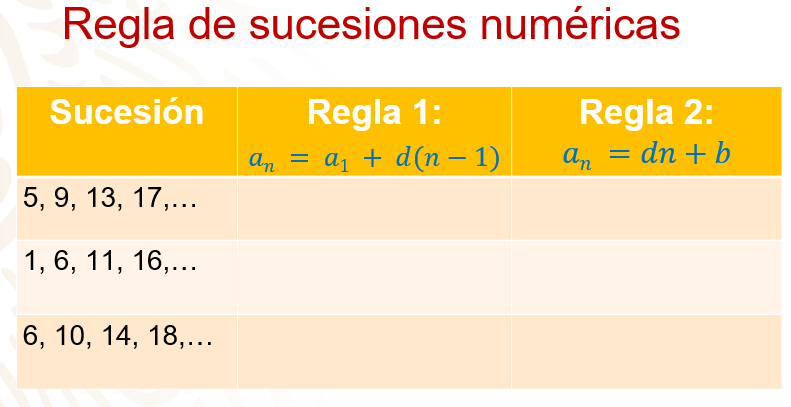 Regla de sucesiones numéricas
Sucesión
Regla 1:
aₙ = a₁ + d(n − 1)
Regla 2:
aₙ = dn + b
5, 9, 13, 17,…
1, 6, 11, 16,…
6, 10, 14, 18,…